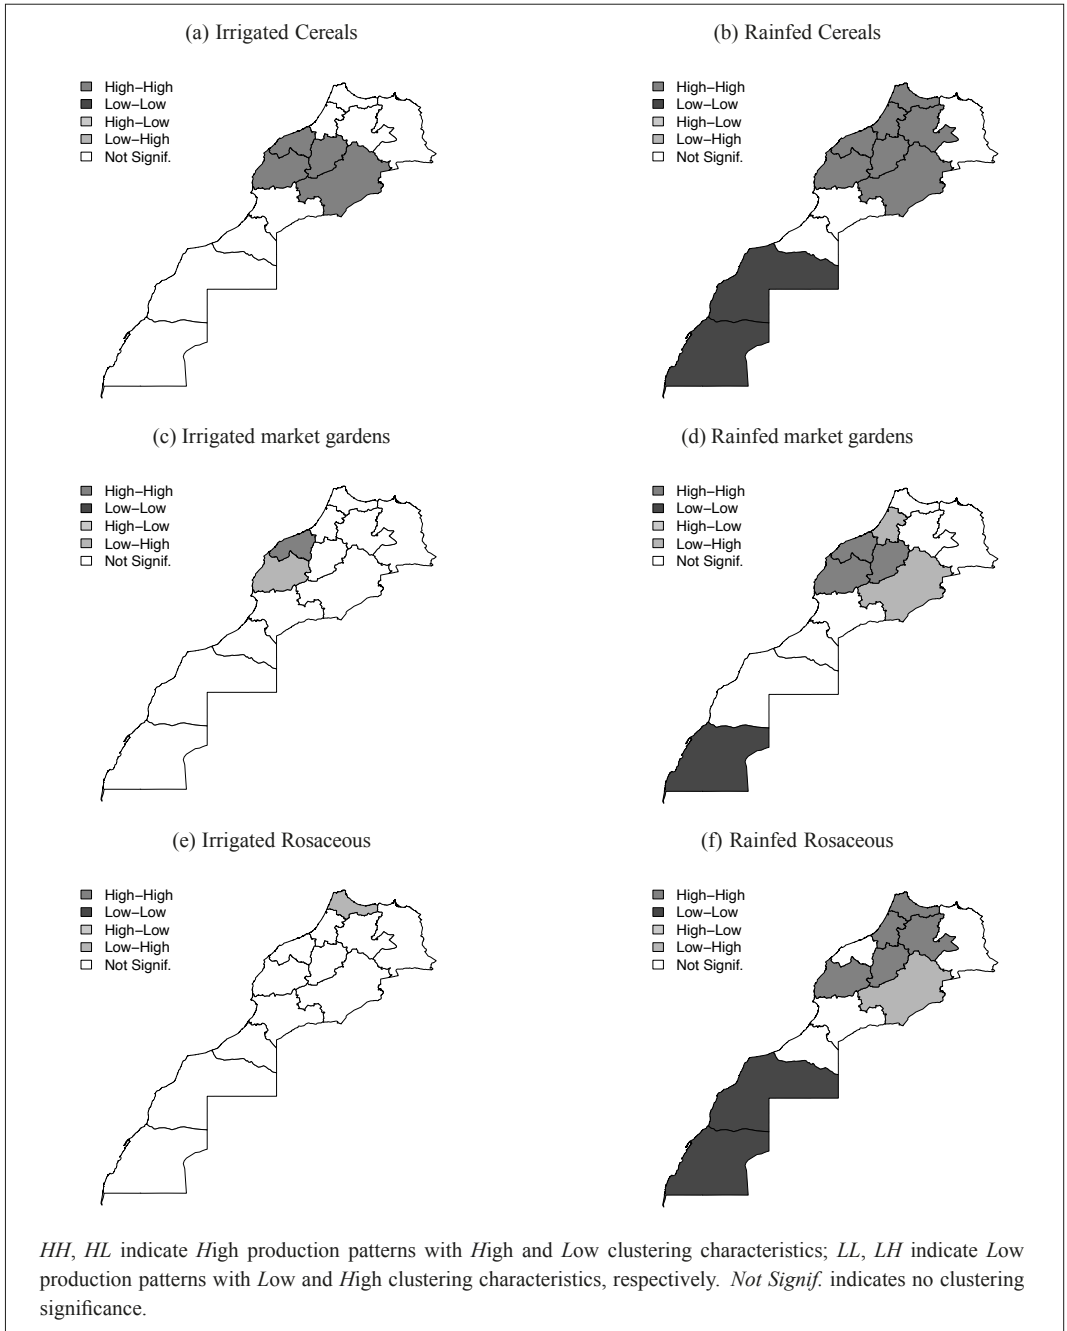 (a) Irrigated Cereals
High–High
Low–Low
High–Low
Low–High
Not Signif.
(b) Rainfed Cereals
High–High
Low–Low
High–Low
Low–High
Not Signif.
(c) Irrigated market gardens
High–High
Low–Low
High–Low
Low–High
Not Signif.
(d) Rainfed market gardens
High–High
Low–Low
High–Low
Low–High
Not Signif.
(e) Irrigated Rosaceous
High–High
Low–Low
High–Low
Low–High
Not Signif.
(f) Rainfed Rosaceous
High–High
Low–Low
High–Low
Low–High
Not Signif.
HH, HL indicate High production patterns with High and Low clustering characteristics; LL, LH indicate Low
production patterns with Low and High clustering characteristics, respectively. Not Signif. indicates no clustering
significance.